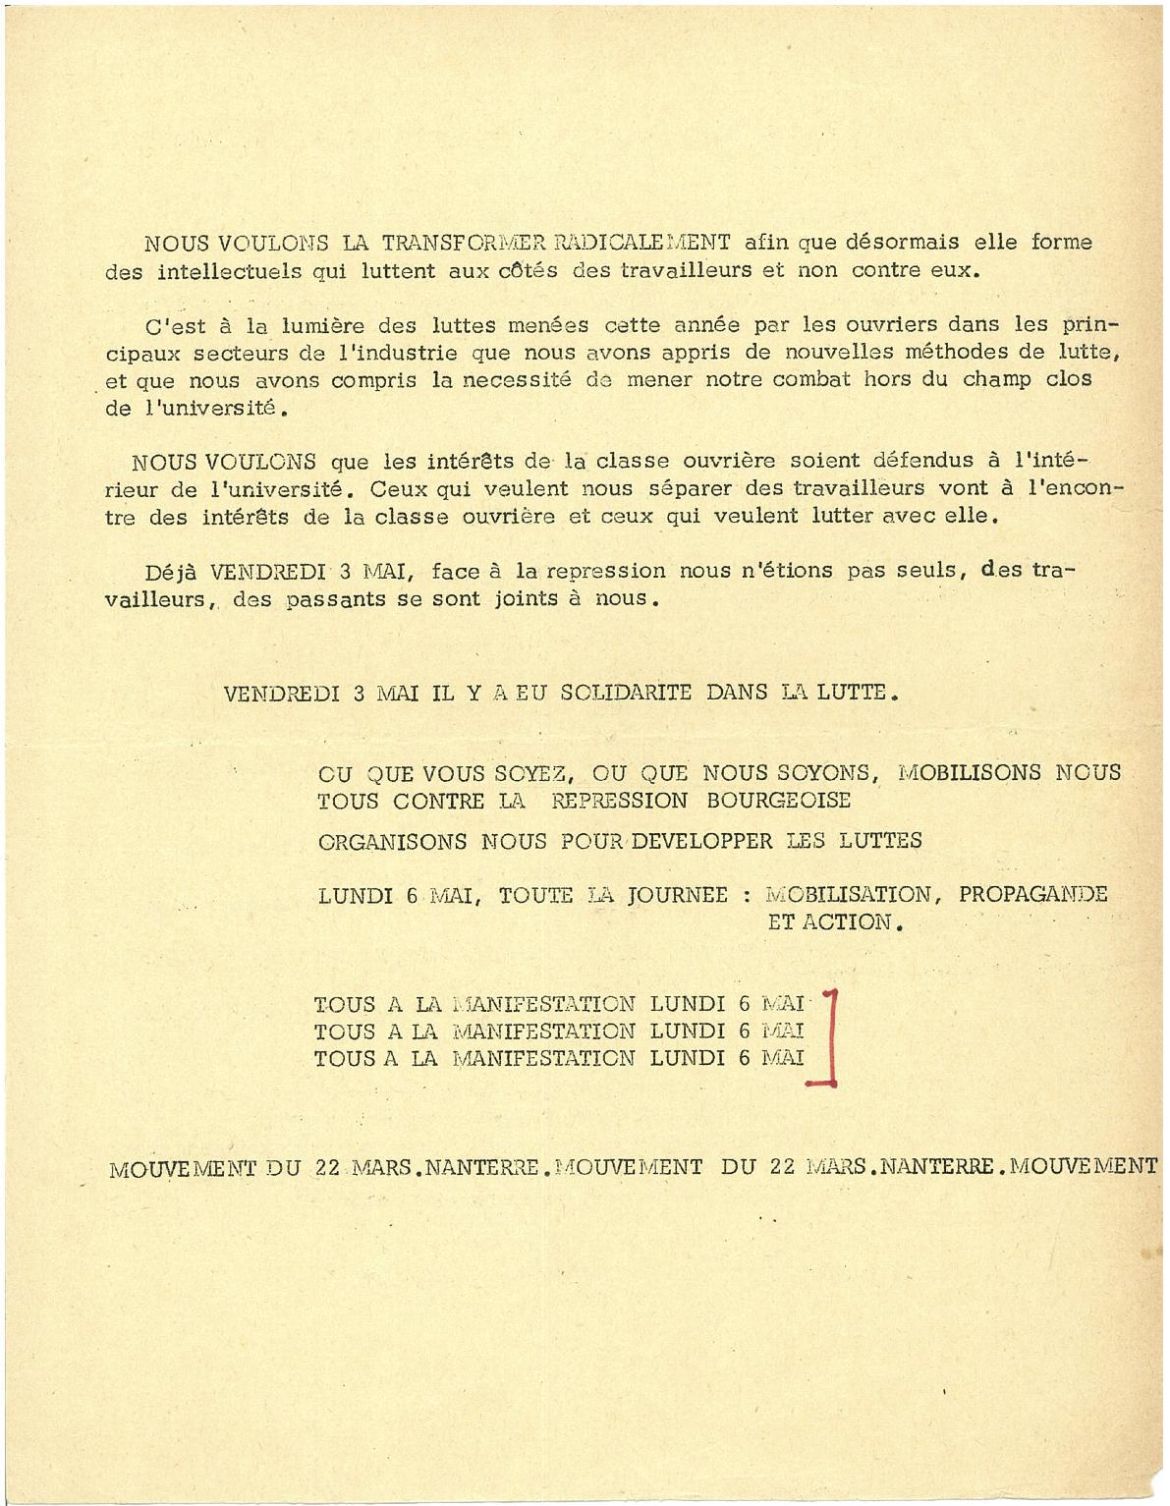 NOUS VOULONS LA TRANSFORMER RADICALEMENT afin que désormais elle forme
des intellectuels qui luttent aux côtés des travailleurs et non contre eux.
C'est à la lumière des luttes menées cette année par les ouvriers dans les prin-
cipaux secteurs de l'industrie que nous avons appris de nouvelles méthodes de lutte,
et que nous avons compris la necessité de mener notre combat hors du champ clos
de l'université.
NOUS VOULONS que les intérêts de la classe ouvrière soient défendus à l'inté-
rieur de l'université. Ceux qui veulent nous séparer des travailleurs vont à l'encon-
tre des intérêts de la classe ouvrière et ceux qui veulent lutter avec elle.
Déjà VENDREDI 3 MAI, face à la repression nous n'étions pas seuls, des tra-
vailleurs, des passants se sont joints à nous.
VENDREDI 3 MAI IL Y A EU SOLIDARITE DANS LA LUTTE.
OU QUE VOUS SOYEZ, OU QUE NOUS SOYONS, MOBILISONS NOUS
TOUS CONTRE LA REPRESSION BOURGEOISE
ORGANISONS NOUS POUR DEVELOPPER LES LUTTES
LUNDI 6 MAI, TOUTE LA JOURNEE : MOBILISATION, PROPAGANDE
ET ACTION.
TOUS A LA MANIFESTATION LUNDI 6 MAI
TOUS A LA MANIFESTATION LUNDI 6 MAI
TOUS A LA MANIFESTATION LUNDI 6 MAI
MOUVEMENT DU 22 MARS.NANTERRE.MOUVEMENT DU 22 MARS.NANTERRE.MOUVEMENT